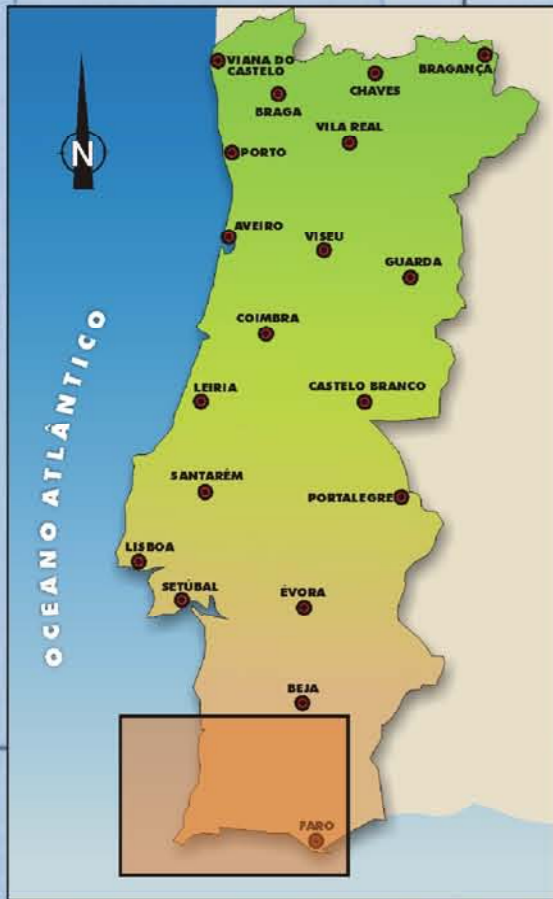 VIANA DO
CASTELO
BRAGANÇA
CHAVES
BRAGA
VILA REAL
N
PORTO
AVEIRO
VISEU
GUARDA
COIMBRA
OCEANO ATLÂNTICO
LEIRIA
CASTELO BRANCO
SANTARÉM
PORTALEGRE
LISBOA
SETÚBAL
ÉVORA
BEJA
FARO